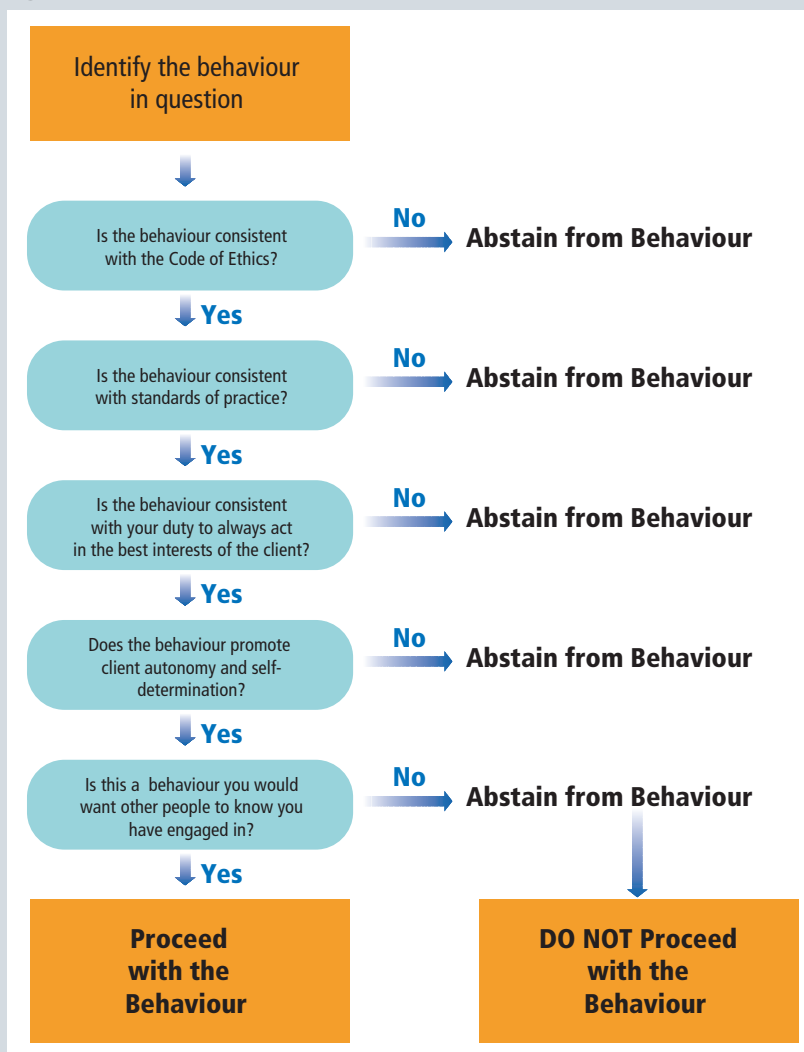 Identify the behaviour
in question
Is the behaviour consistent
with the Code of Ethics?
No
Abstain from Behaviour
Yes
Is the behaviour consistent
with standards of practice?
No
Abstain from Behaviour
Yes
Is the behaviour consistent
with your duty to always act
in the best interests of the client?
No
Abstain from Behaviour
Yes
Does the behaviour promote
client autonomy and self-
determination?
No
Abstain from Behaviour
Yes
Is this a behaviour you would
want other people to know you
have engaged in?
No
Abstain from Behaviour
Yes
Proceed
with the
Behaviour
DO NOT Proceed
with the
Behaviour